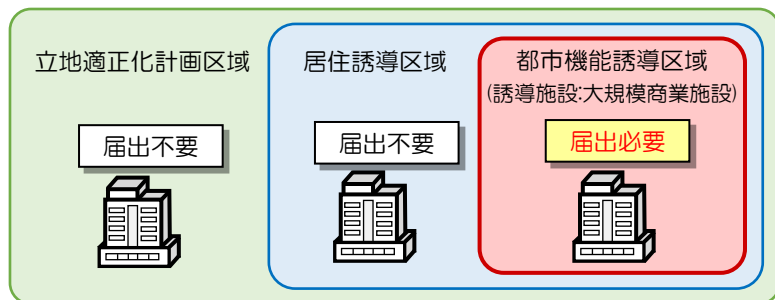 立地適正化計画区域
届出不要
居住誘導区域
届出不要
都市機能誘導区域
(誘導施設:大規模商業施設)
届出必要